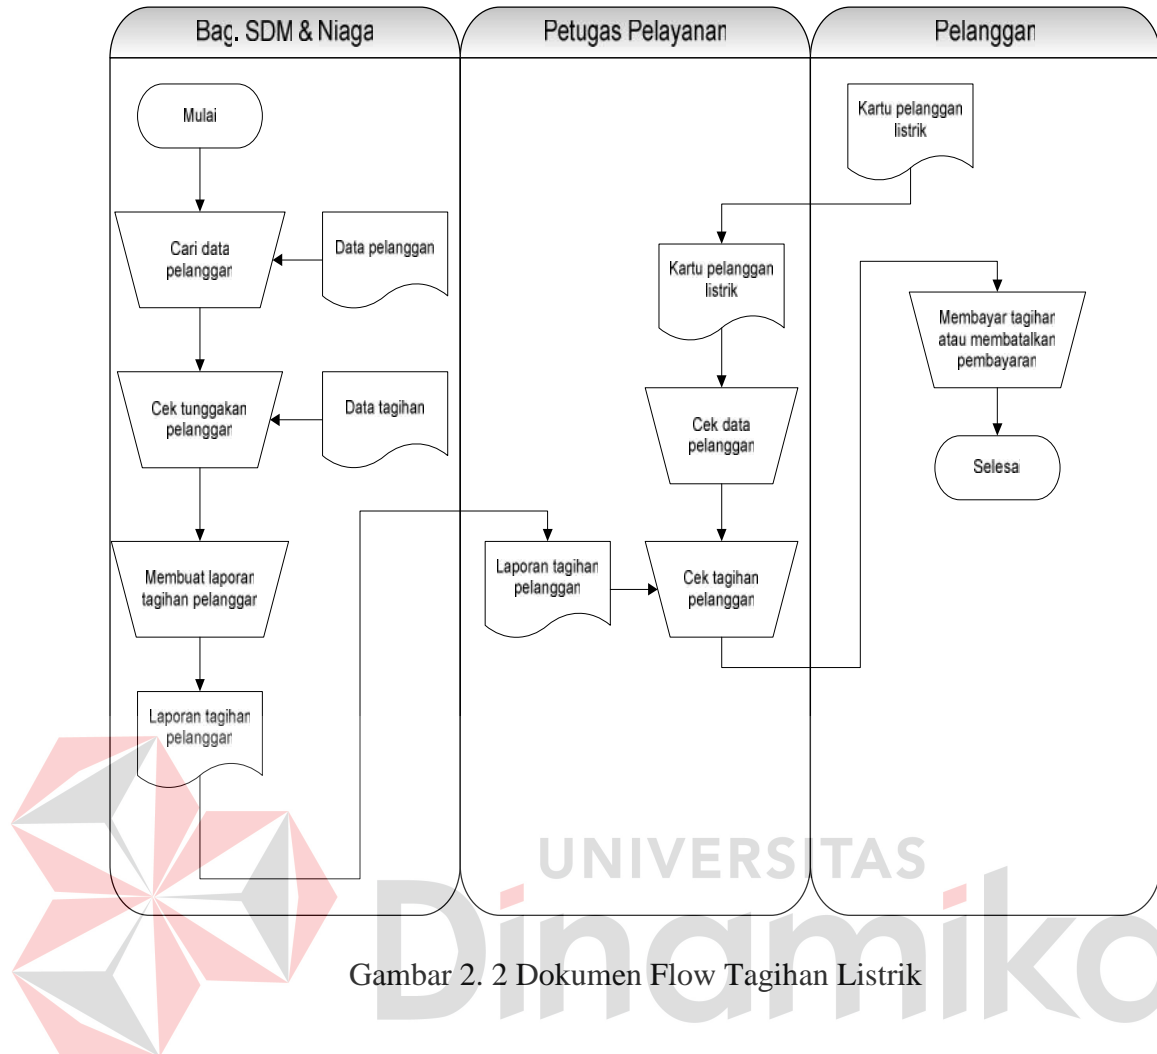 Bag. SDM & Niaga
Petugas Pelayanan
Pelanggan
Mulai
Cari data
pelanggan
Data pelanggan
Cek tunggakan
pelanggan
Data tagihan
Membuat laporan
tagihan pelanggan
Laporan tagihan
pelanggan
Kartu pelanggan
listrik
Cek data
pelanggan
Laporan tagihan
pelanggan
Cek tagihan
pelanggan
Kartu pelanggan
listrik
Membayar tagihan
atau membatalkan
pembayaran
Selesa
UNIVERSITAS
Dinamika
Gambar 2. 2 Dokumen Flow Tagihan Listrik